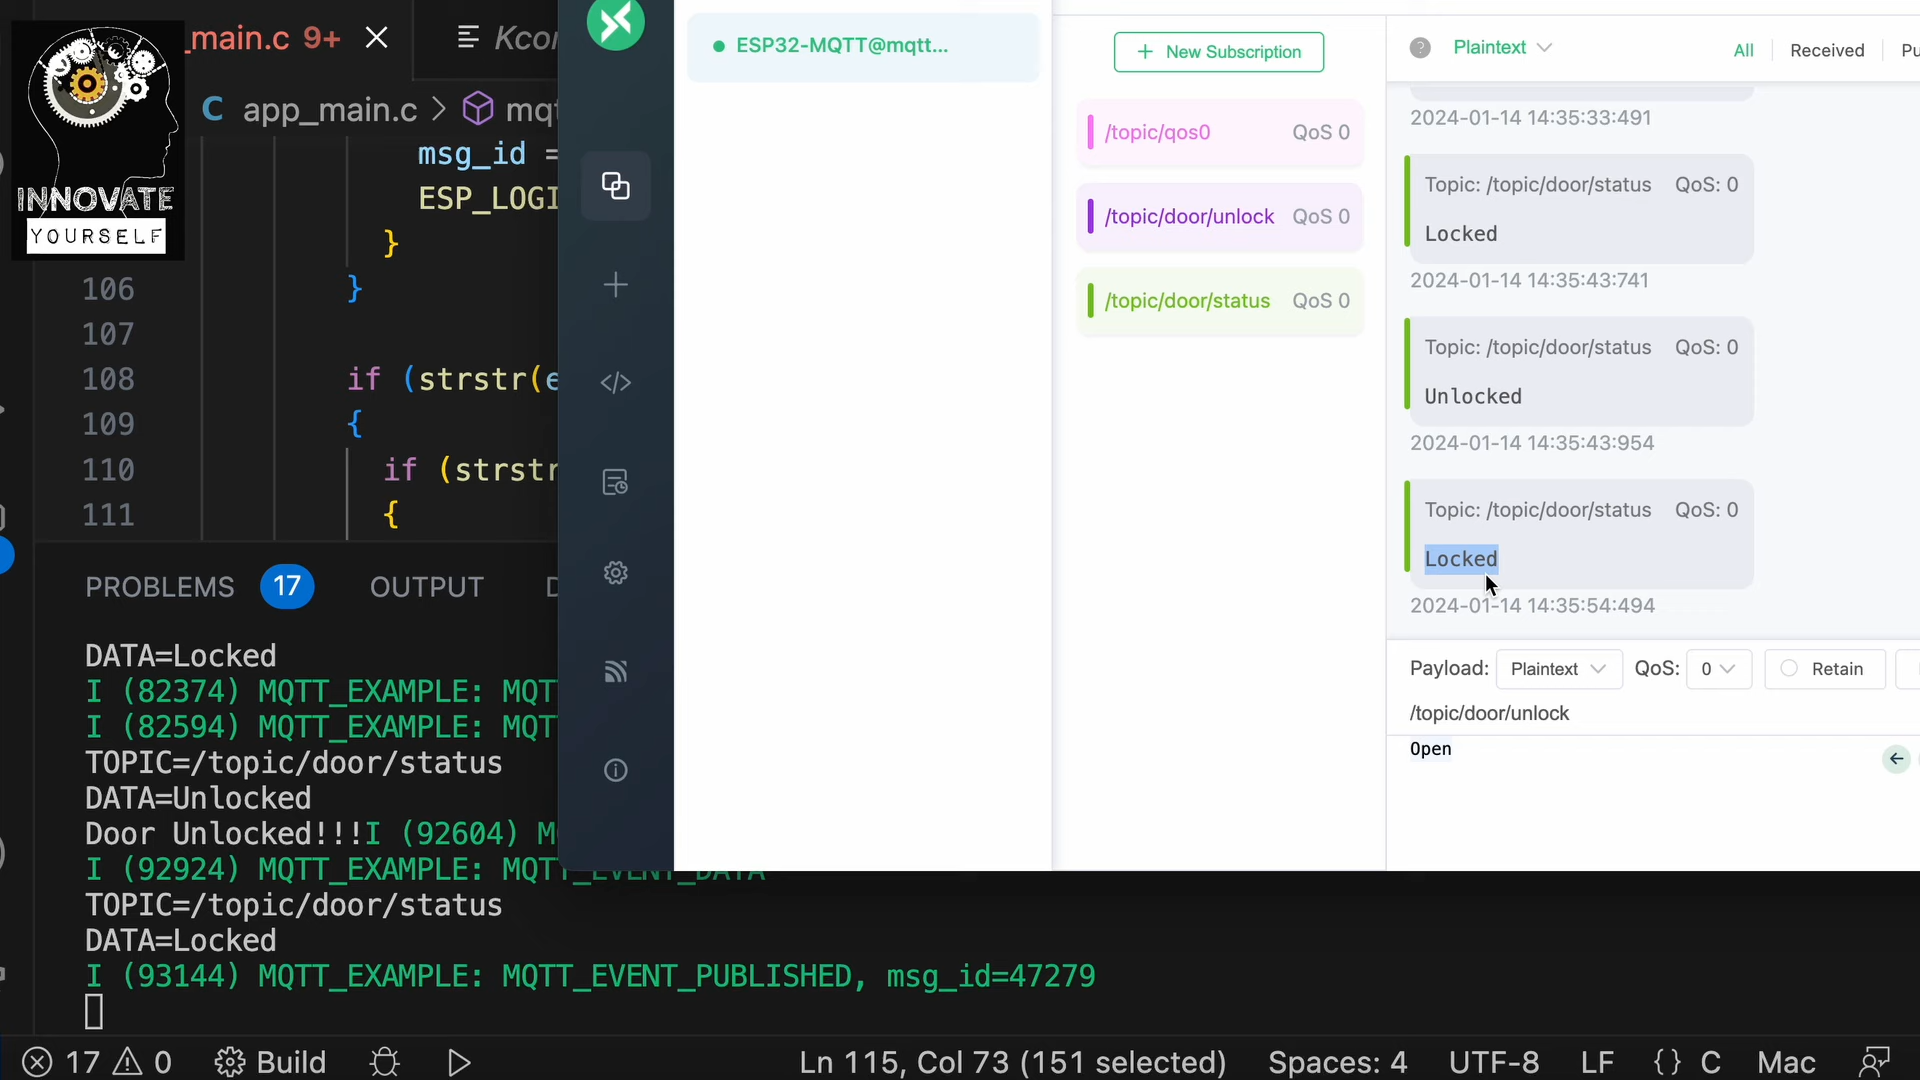 _main.c 9+
INNOVATE
YOURSELF
C app_main.c >
msg_id =
}
106 }
107
108 if (strstr(
109 {
110 if (strstr
111 {
PROBLEMS 17 OUTPUT
DATA=Locked
I (82374) MQTT_EXAMPLE:
I (82594) MQTT_EXAMPLE:
TOPIC=/topic/door/status
DATA=Unlocked
Door Unlocked!!!I (92604)
I (92924) MQTT_EXAMPLE: MQTT_EVENT_DATA
TOPIC=/topic/door/status
DATA=Locked
I (93144) MQTT_EXAMPLE: MQTT_EVENT_PUBLISHED, msg_id=47279
17 0 Build Ln 115, Col 73 (151 selected) Spaces: 4 UTF-8 LF {} C Mac
ESP32-MQTT@mqtt...
+ New Subscription
/topic/qos0 QoS 0
/topic/door/unlock QoS 0
/topic/door/status QoS 0
Plaintext All Received
2024-01-14 14:35:33:491
Topic: /topic/door/status QoS: 0
Locked
2024-01-14 14:35:43:741
Topic: /topic/door/status QoS: 0
Unlocked
2024-01-14 14:35:43:954
Topic: /topic/door/status QoS: 0
Locked
2024-01-14 14:35:54:494
Payload: Plaintext QoS: 0 Retain
/topic/door/unlock
Open